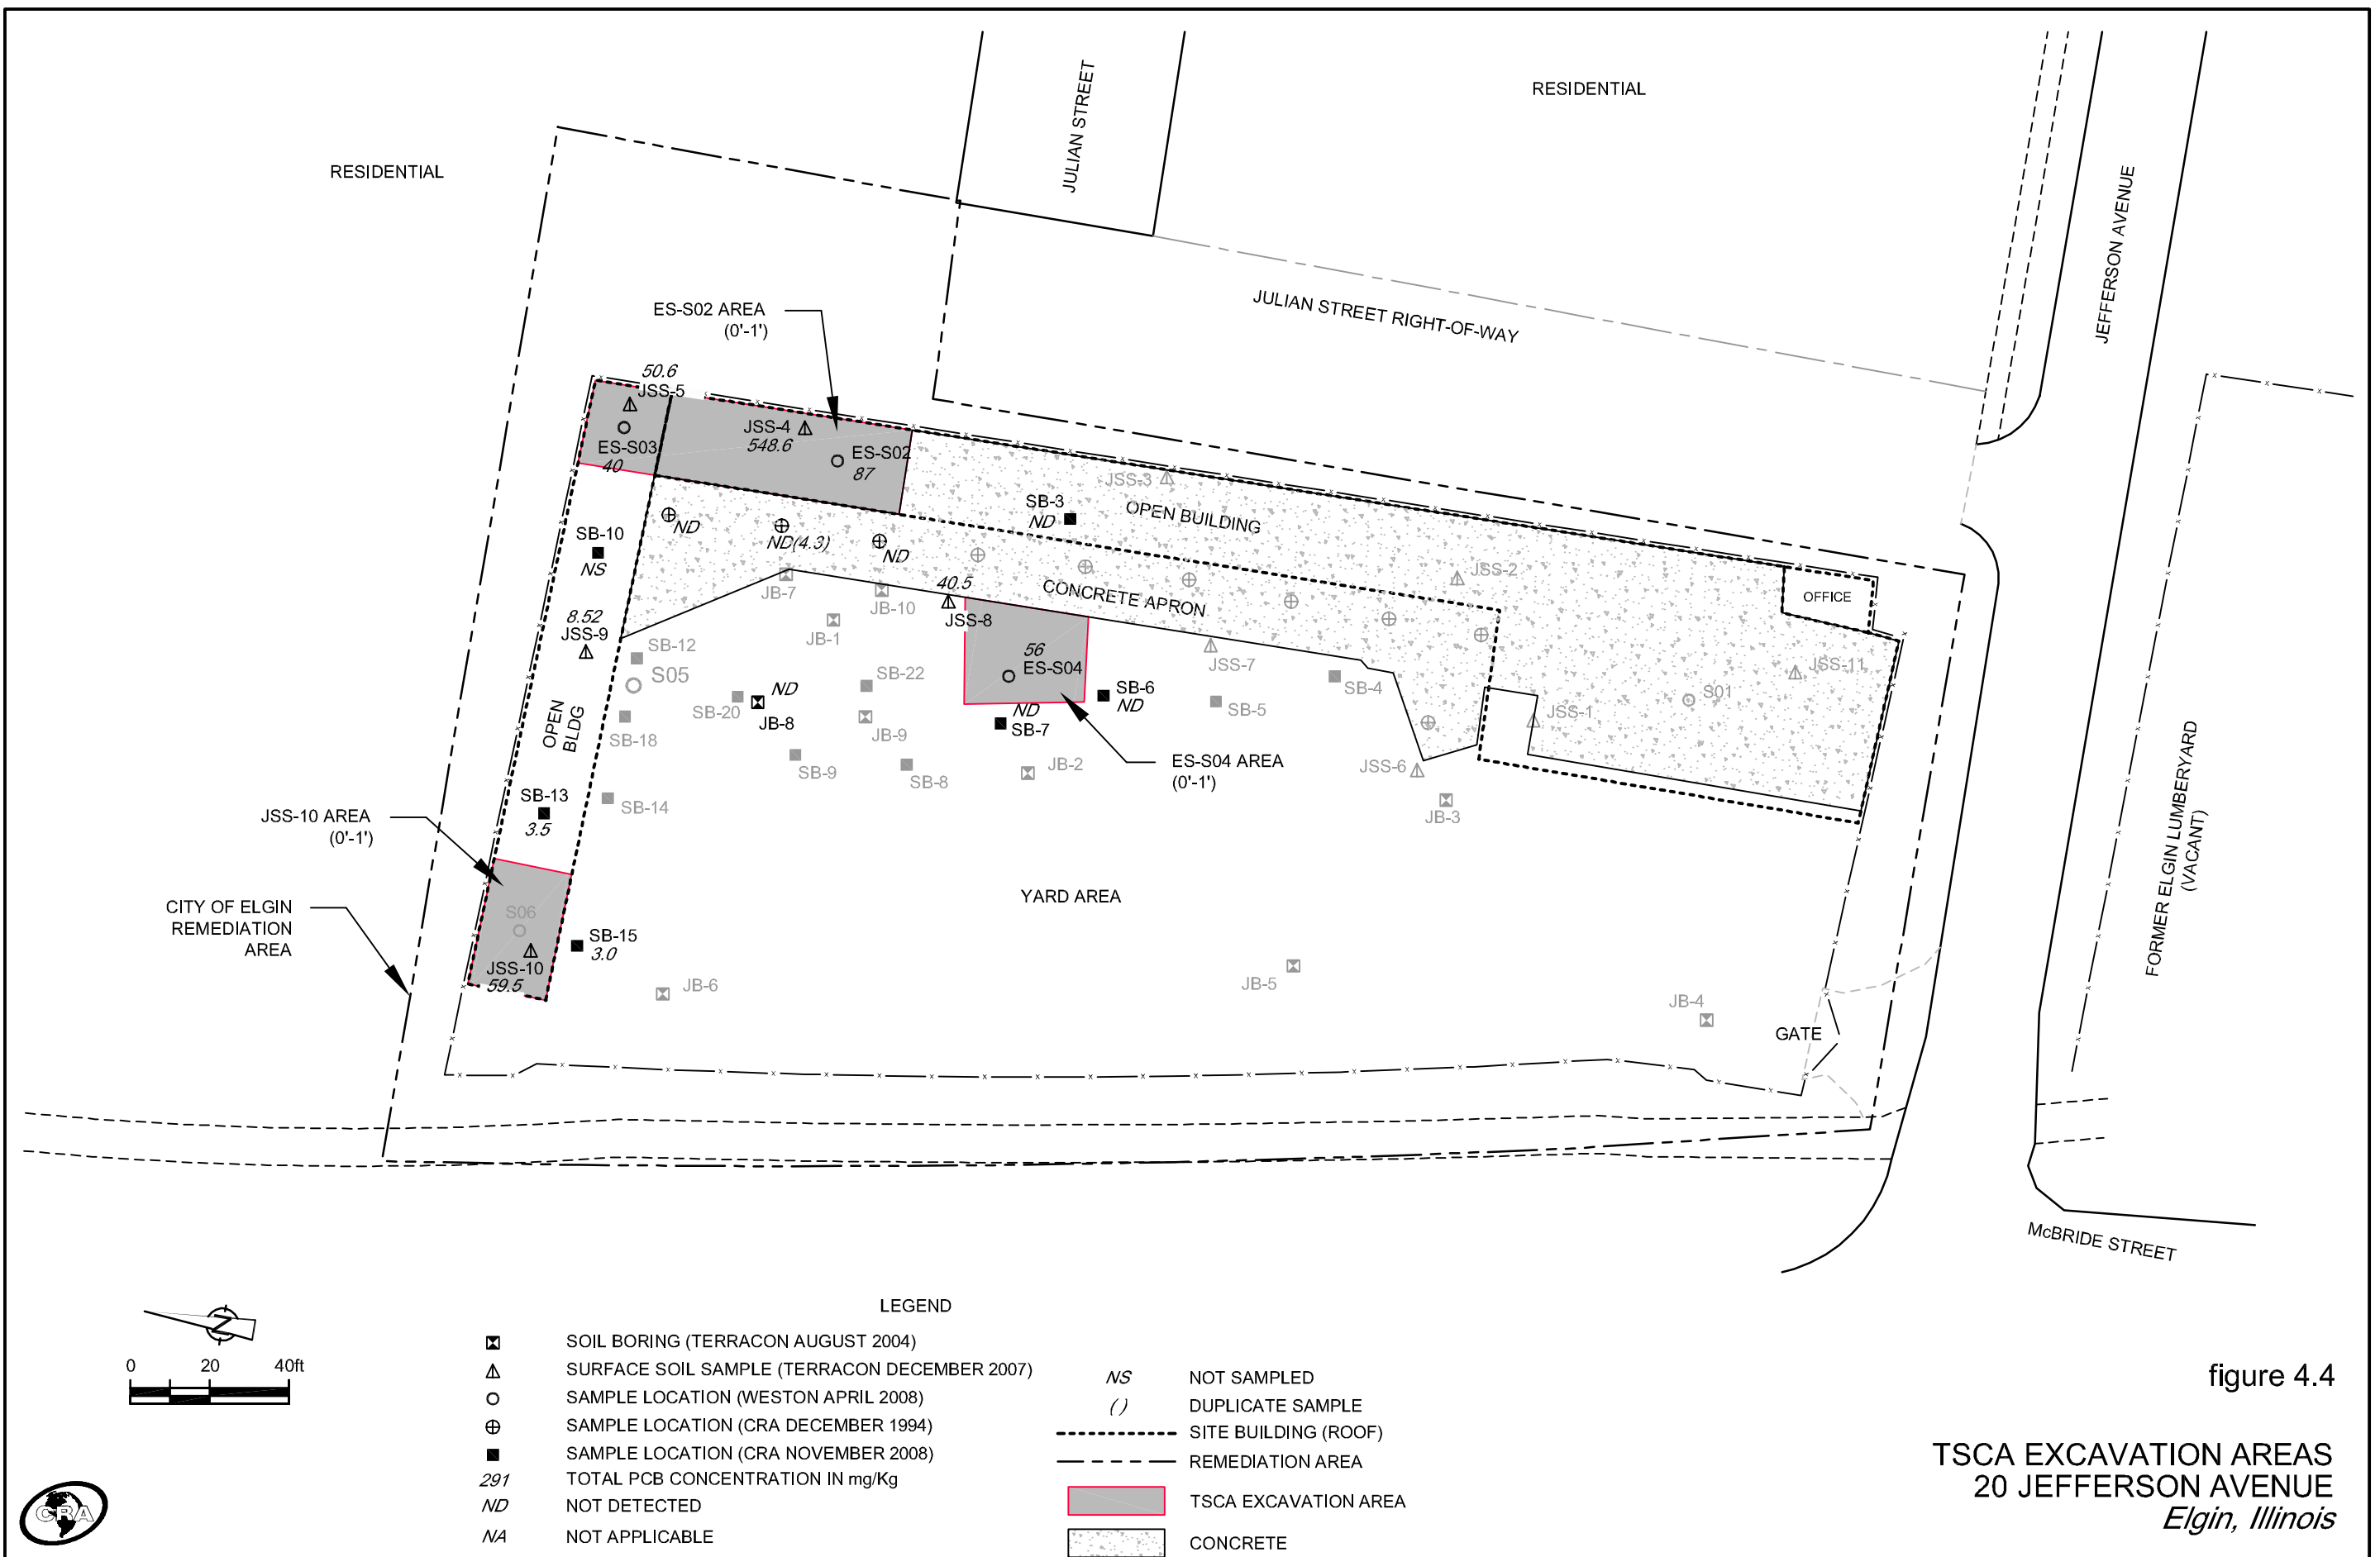 RESIDENTIAL
RESIDENTIAL
JULIAN STREET
JULIAN STREET RIGHT-OF-WAY
JEFFERSON AVENUE
ES-S02 AREA
(0'-1')
50.6
JSS-5
ES-S03
40
JSS-4
548.6
ES-S02
87
JSS-3
SB-3
ND
OPEN BUILDING
ND
ND(4.3)
ND
SB-10
NS
JB-7
JB-10
40.5
JSS-8
CONCRETE APRON
JSS-2
OFFICE
8.52
JSS-9
JB-1
SB-12
S05
SB-22
56
ES-S04
JSS-7
SB-4
JSS-11
S01
SB-20
ND
JB-8
SB-6
ND
SB-5
JSS-1
OPEN
BLDG
SB-18
JB-9
ND
SB-7
SB-9
SB-8
JB-2
ES-S04 AREA
(0'-1')
JSS-6
JB-3
SB-13
3.5
SB-14
JSS-10 AREA
(0'-1')
CITY OF ELGIN
REMEDIATION
AREA
YARD AREA
S06
JSS-10
59.5
SB-15
3.0
JB-6
JB-5
JB-4
GATE
FORMER ELGIN LUMBERYARD
(VACANT)
McBRIDE STREET
N
0 20 40ft
LEGEND
SOIL BORING (TERRACON AUGUST 2004)
SURFACE SOIL SAMPLE (TERRACON DECEMBER 2007)
SAMPLE LOCATION (WESTON APRIL 2008)
SAMPLE LOCATION (CRA DECEMBER 1994)
SAMPLE LOCATION (CRA NOVEMBER 2008)
291 TOTAL PCB CONCENTRATION IN mg/Kg
ND NOT DETECTED
NA NOT APPLICABLE
NS NOT SAMPLED
( ) DUPLICATE SAMPLE
SITE BUILDING (ROOF)
REMEDIATION AREA
TSCA EXCAVATION AREA
CONCRETE
CRA
figure 4.4
TSCA EXCAVATION AREAS
20 JEFFERSON AVENUE
Elgin, Illinois